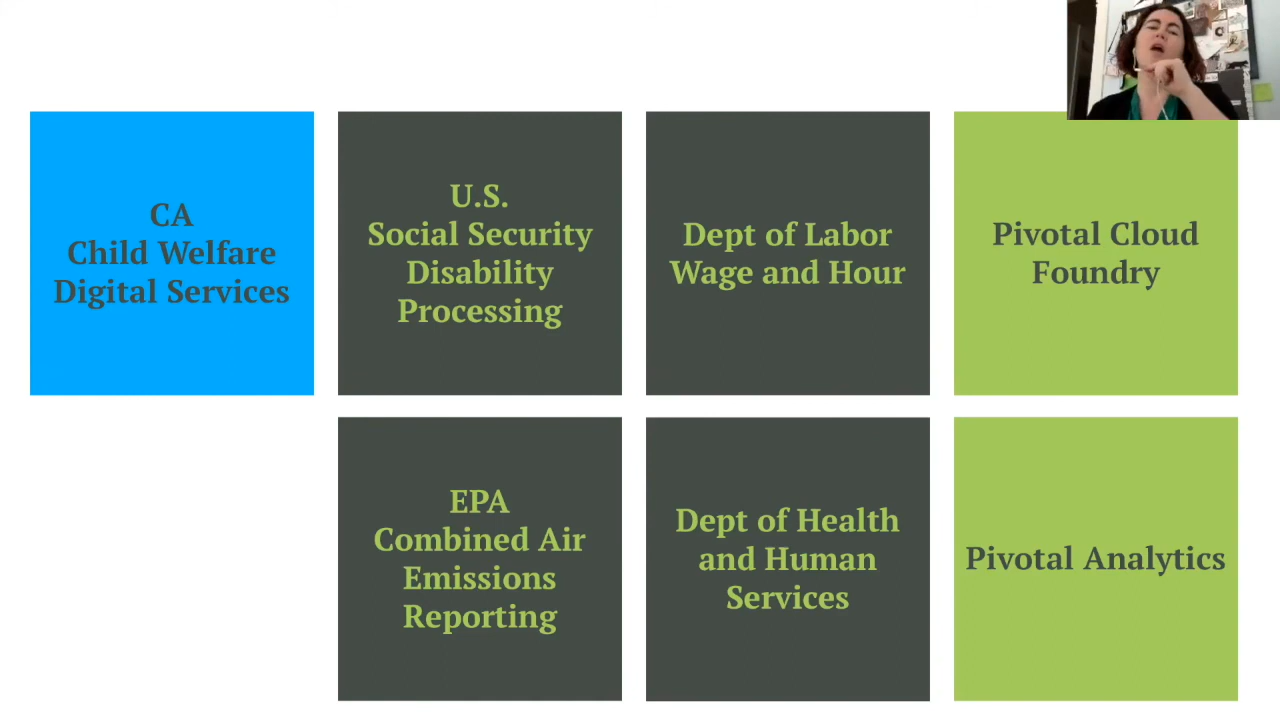 CA
Child Welfare
Digital Services
U.S.
Social Security
Disability
Processing
Dept of Labor
Wage and Hour
Pivotal Cloud
Foundry
EPA
Combined Air
Emissions
Reporting
Dept of Health
and Human
Services
Pivotal Analytics